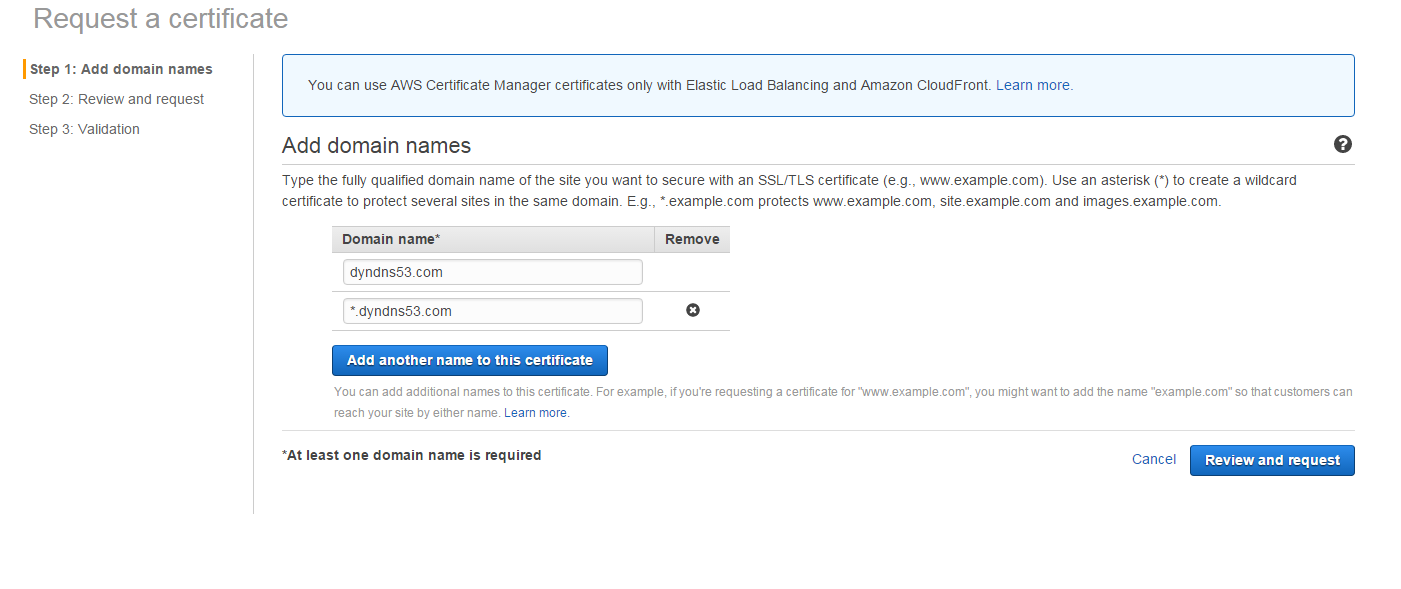 Request a certificate
Step 1: Add domain names
Step 2: Review and request
Step 3: Validation
You can use AWS Certificate Manager certificates only with Elastic Load Balancing and Amazon CloudFront. Learn more.
Add domain names
?
Type the fully qualified domain name of the site you want to secure with an SSL/TLS certificate (e.g., www.example.com). Use an asterisk (*) to create a wildcard
certificate to protect several sites in the same domain. E.g., *.example.com protects www.example.com, site.example.com and images.example.com.
Domain name* Remove
dyndns53.com
*.dyndns53.com
Add another name to this certificate
You can add additional names to this certificate. For example, if you're requesting a certificate for "www.example.com", you might want to add the name "example.com" so that customers can
reach your site by either name. Learn more.
*At least one domain name is required
Cancel Review and request